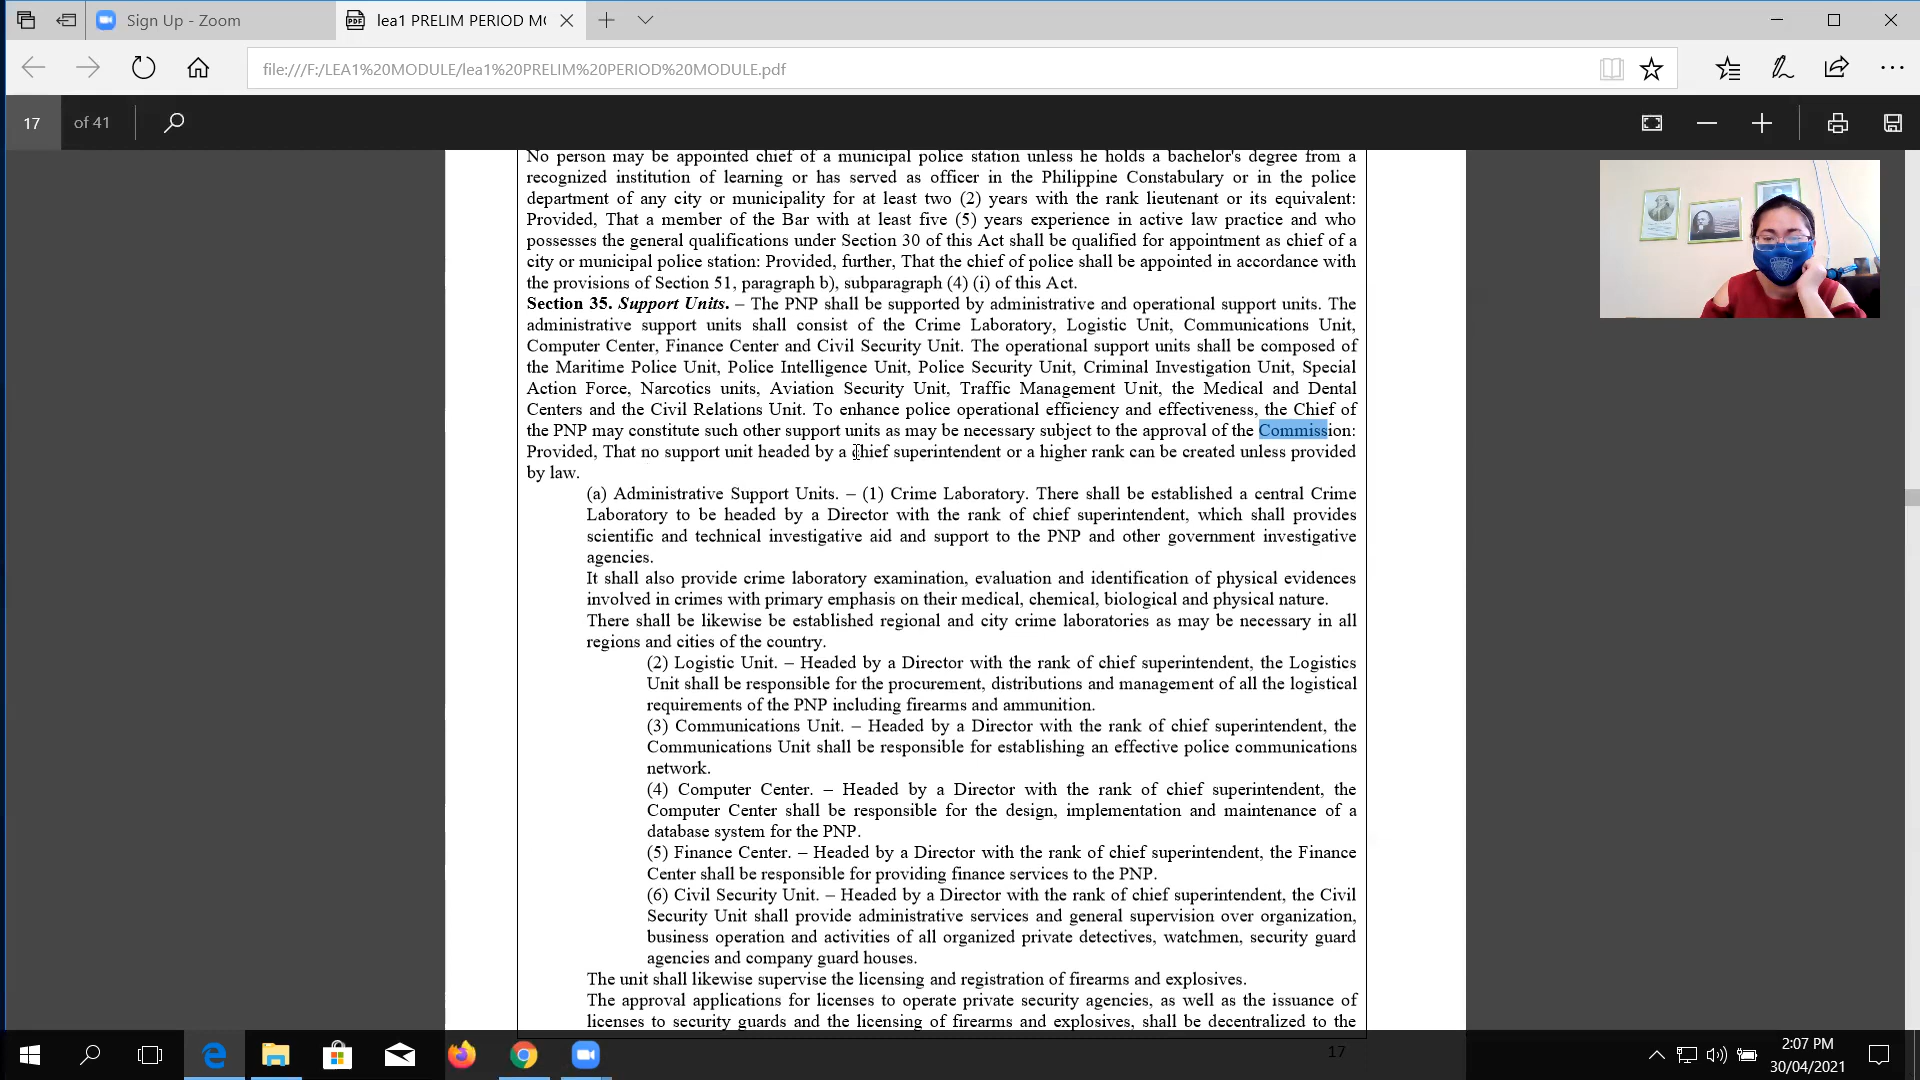 Sign Up - Zoom
lea1 PRELIM PERIOD MO
file:///F:/LEA1%20MODULE/lea1%20PRELIM%20PERIOD%20MODULE.pdf
17 of 41
No person may be appointed chief of a municipal police station unless he holds a bachelor's degree from a
recognized institution of learning or has served as officer in the Philippine Constabulary or in the police
department of any city or municipality for at least two (2) years with the rank lieutenant or its equivalent:
Provided, That a member of the Bar with at least five (5) years experience in active law practice and who
possesses the general qualifications under Section 30 of this Act shall be qualified for appointment as chief of a
city or municipal police station: Provided, further, That the chief of police shall be appointed in accordance with
the provisions of Section 51, paragraph b), subparagraph (4) (i) of this Act.
Section 35. Support Units. – The PNP shall be supported by administrative and operational support units. The
administrative support units shall consist of the Crime Laboratory, Logistic Unit, Communications Unit,
Computer Center, Finance Center and Civil Security Unit. The operational support units shall be composed of
the Maritime Police Unit, Police Intelligence Unit, Police Security Unit, Criminal Investigation Unit, Special
Action Force, Narcotics units, Aviation Security Unit, Traffic Management Unit, the Medical and Dental
Centers and the Civil Relations Unit. To enhance police operational efficiency and effectiveness, the Chief of
the PNP may constitute such other support units as may be necessary subject to the approval of the Commission:
Provided, That no support unit headed by a chief superintendent or a higher rank can be created unless provided
by law.
(a) Administrative Support Units. – (1) Crime Laboratory. There shall be established a central Crime
Laboratory to be headed by a Director with the rank of chief superintendent, which shall provides
scientific and technical investigative aid and support to the PNP and other government investigative
agencies.
It shall also provide crime laboratory examination, evaluation and identification of physical evidences
involved in crimes with primary emphasis on their medical, chemical, biological and physical nature.
There shall be likewise be established regional and city crime laboratories as may be necessary in all
regions and cities of the country.
(2) Logistic Unit. – Headed by a Director with the rank of chief superintendent, the Logistics
Unit shall be responsible for the procurement, distributions and management of all the logistical
requirements of the PNP including firearms and ammunition.
(3) Communications Unit. – Headed by a Director with the rank of chief superintendent, the
Communications Unit shall be responsible for establishing an effective police communications
network.
(4) Computer Center. – Headed by a Director with the rank of chief superintendent, the
Computer Center shall be responsible for the design, implementation and maintenance of a
database system for the PNP.
(5) Finance Center. – Headed by a Director with the rank of chief superintendent, the Finance
Center shall be responsible for providing finance services to the PNP.
(6) Civil Security Unit. – Headed by a Director with the rank of chief superintendent, the Civil
Security Unit shall provide administrative services and general supervision over organization,
business operation and activities of all organized private detectives, watchmen, security guard
agencies and company guard houses.
The unit shall likewise supervise the licensing and registration of firearms and explosives.
The approval applications for licenses to operate private security agencies, as well as the issuance of
licenses to security guards and the licensing of firearms and explosives, shall be decentralized to the
17
2:07 PM
30/04/2021